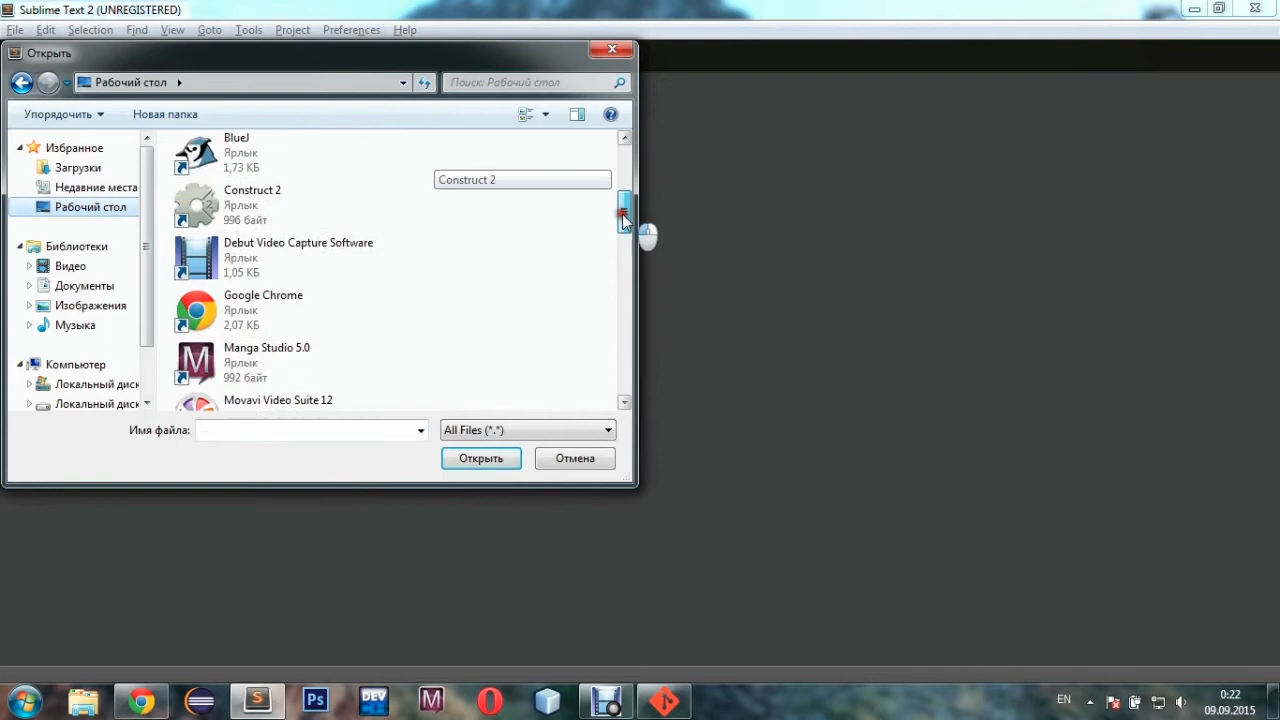 Sublime Text 2 (UNREGISTERED)
File Edit Selection Find View Goto Tools Project Preferences Help
Открыть
Рабочий стол
Поиск: Рабочий стол
Упорядочить
Новая папка
Избранное
Загрузки
Недавние места
Рабочий стол
Библиотеки
Видео
Документы
Изображения
Музыка
Компьютер
Локальный диск
Локальный диск
BlueJ
Ярлык
1,73 КБ
Construct 2
Ярлык
996 байт
Debut Video Capture Software
Ярлык
1,05 КБ
Google Chrome
Ярлык
2,07 КБ
Manga Studio 5.0
Ярлык
992 байт
Movavi Video Suite 12
Construct 2
Имя файла:
All Files (*.*)
Открыть
Отмена
S
Ps
DEV
M
EN
0:22
09.09.2015